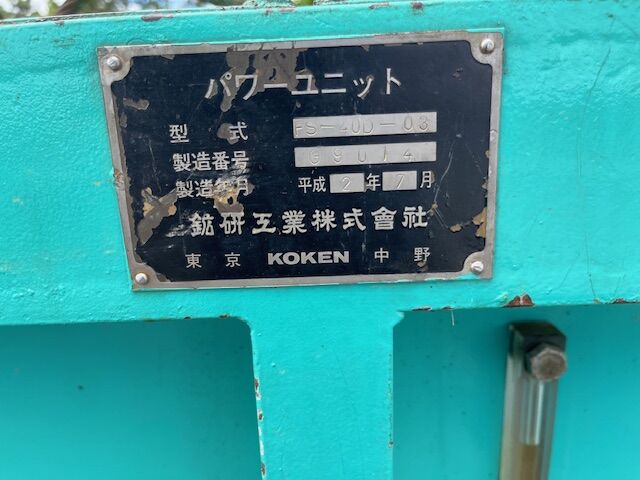 パワーユニット
型式 FS-40D-03
製造番号 G9014
製造年月 平成2年7月
鉱研工業株式會社
東京 KOKEN 中野